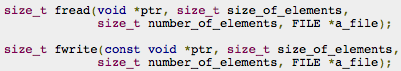 size_t fread(void *ptr, size_t size_of_elements,
size_t number_of_elements, FILE *a_file);
size_t fwrite(const void *ptr, size_t size_of_elements,
size_t number_of_elements, FILE *a_file);